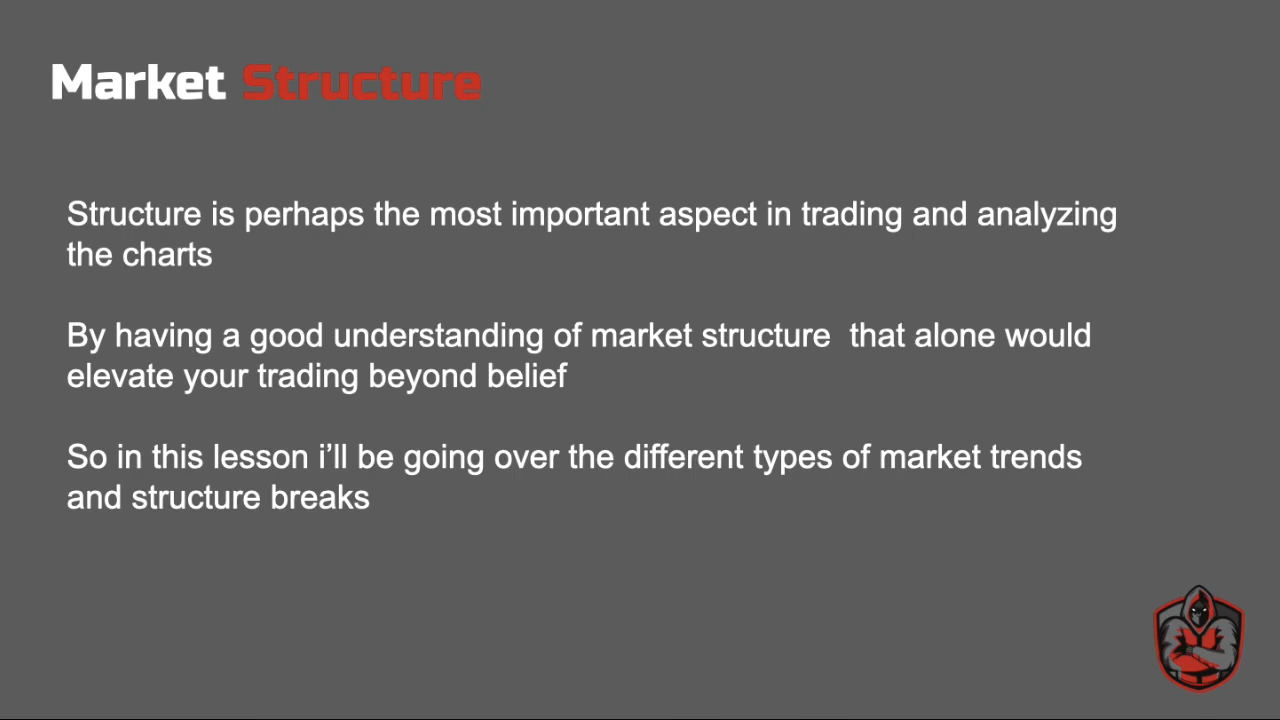 Market Structure
Structure is perhaps the most important aspect in trading and analyzing
the charts
By having a good understanding of market structure  that alone would
elevate your trading beyond belief
So in this lesson i’ll be going over the different types of market trends
and structure breaks